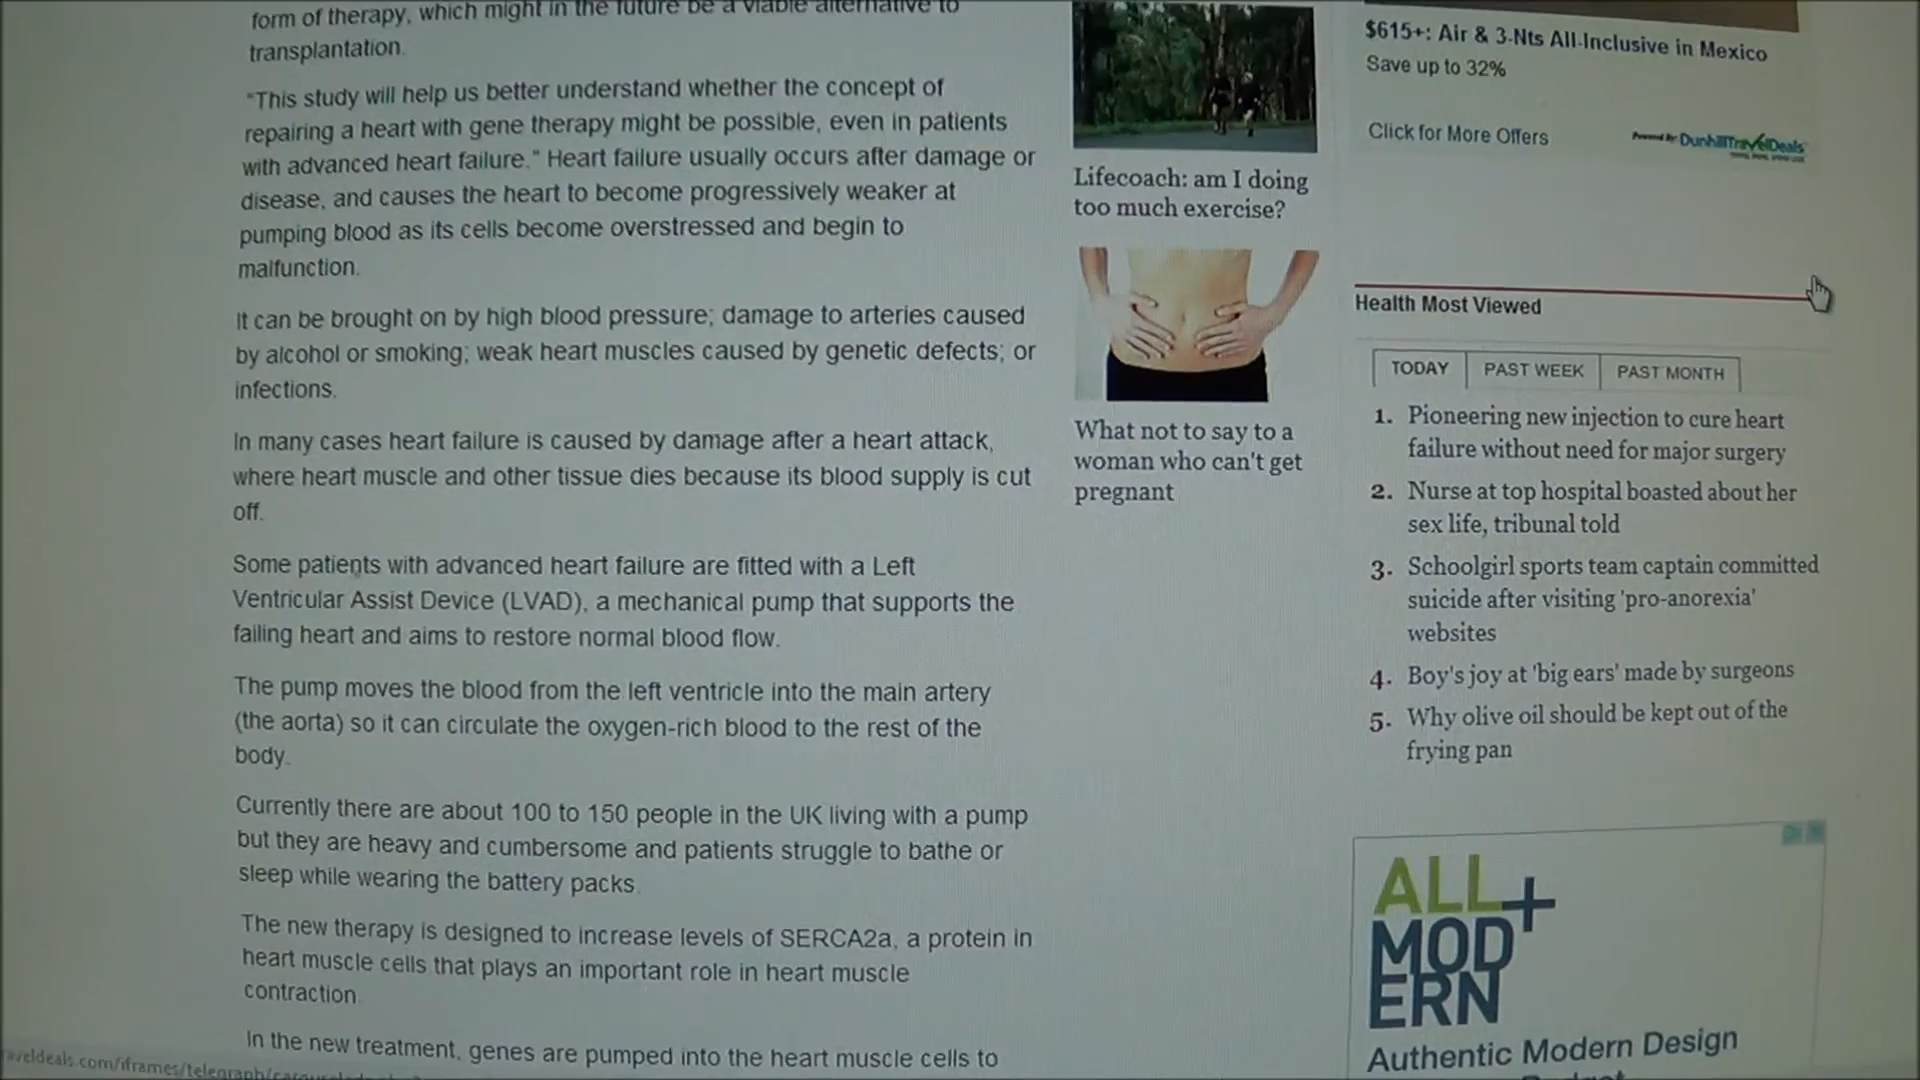 form of therapy, which might in the future be a viable alternative to
transplantation.
"This study will help us better understand whether the concept of
repairing a heart with gene therapy might be possible, even in patients
with advanced heart failure." Heart failure usually occurs after damage or
disease, and causes the heart to become progressively weaker at
pumping blood as its cells become overstressed and begin to
malfunction.
It can be brought on by high blood pressure; damage to arteries caused
by alcohol or smoking; weak heart muscles caused by genetic defects; or
infections.
In many cases heart failure is caused by damage after a heart attack,
where heart muscle and other tissue dies because its blood supply is cut
off.
Some patients with advanced heart failure are fitted with a Left
Ventricular Assist Device (LVAD), a mechanical pump that supports the
failing heart and aims to restore normal blood flow.
The pump moves the blood from the left ventricle into the main artery
(the aorta) so it can circulate the oxygen-rich blood to the rest of the
body.
Currently there are about 100 to 150 people in the UK living with a pump
but they are heavy and cumbersome and patients struggle to bathe or
sleep while wearing the battery packs.
The new therapy is designed to increase levels of SERCA2a, a protein in
heart muscle cells that plays an important role in heart muscle
contraction.
In the new treatment, genes are pumped into the heart muscle cells to
aveldeals.com/iframes/telegraph/
Lifecoach: am I doing
too much exercise?
What not to say to a
woman who can't get
pregnant
$615+: Air & 3-Nts All-Inclusive in Mexico
Save up to 32%
Click for More Offers
Powered By: DunhillTravelDeals
Health Most Viewed
TODAY
PAST WEEK
PAST MONTH
1. Pioneering new injection to cure heart
failure without need for major surgery
2. Nurse at top hospital boasted about her
sex life, tribunal told
3. Schoolgirl sports team captain committed
suicide after visiting 'pro-anorexia'
websites
4. Boy's joy at 'big ears' made by surgeons
5. Why olive oil should be kept out of the
frying pan
ALL+
MOD
ERN
Authentic Modern Design